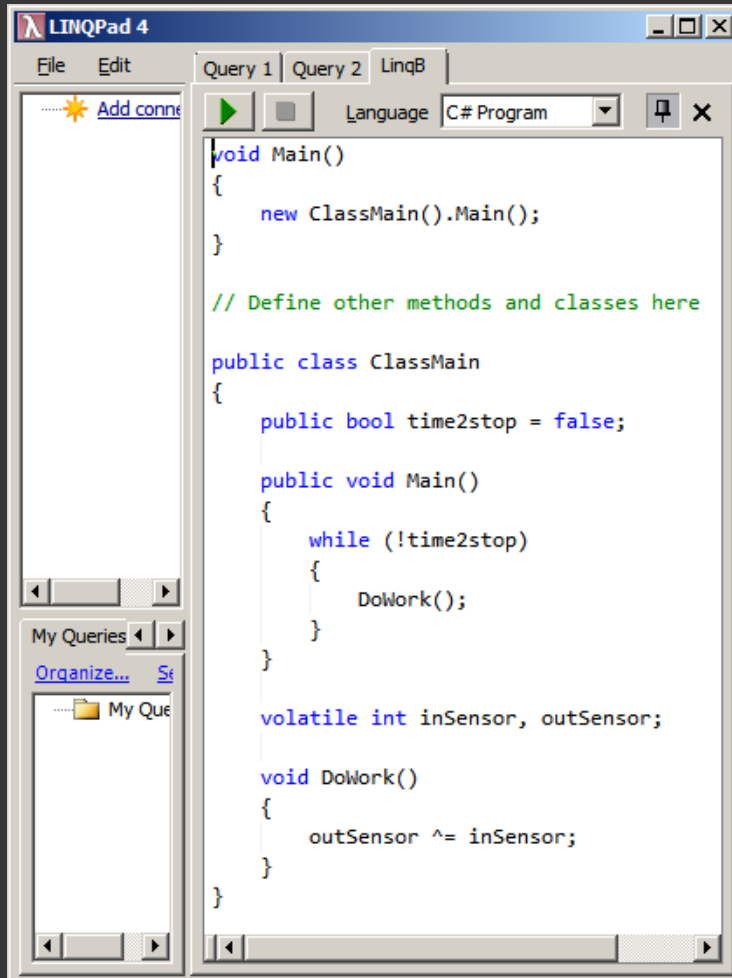 LINQPad 4
File Edit
Query 1 Query 2 LinqB
Add conne
Language C# Program
void Main()
{
    new ClassMain().Main();
}
// Define other methods and classes here
public class ClassMain
{
    public bool time2stop = false;
    public void Main()
    {
        while (!time2stop)
        {
            DoWork();
        }
    }
    volatile int inSensor, outSensor;
    void DoWork()
    {
        outSensor ^= inSensor;
    }
}
My Queries
Organize... Se
My Que